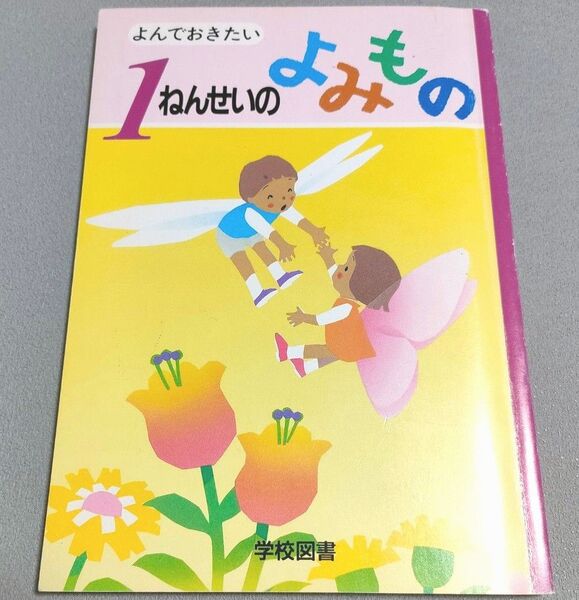 よんでおきたい
1ねんせいの
よみもの
学校図書